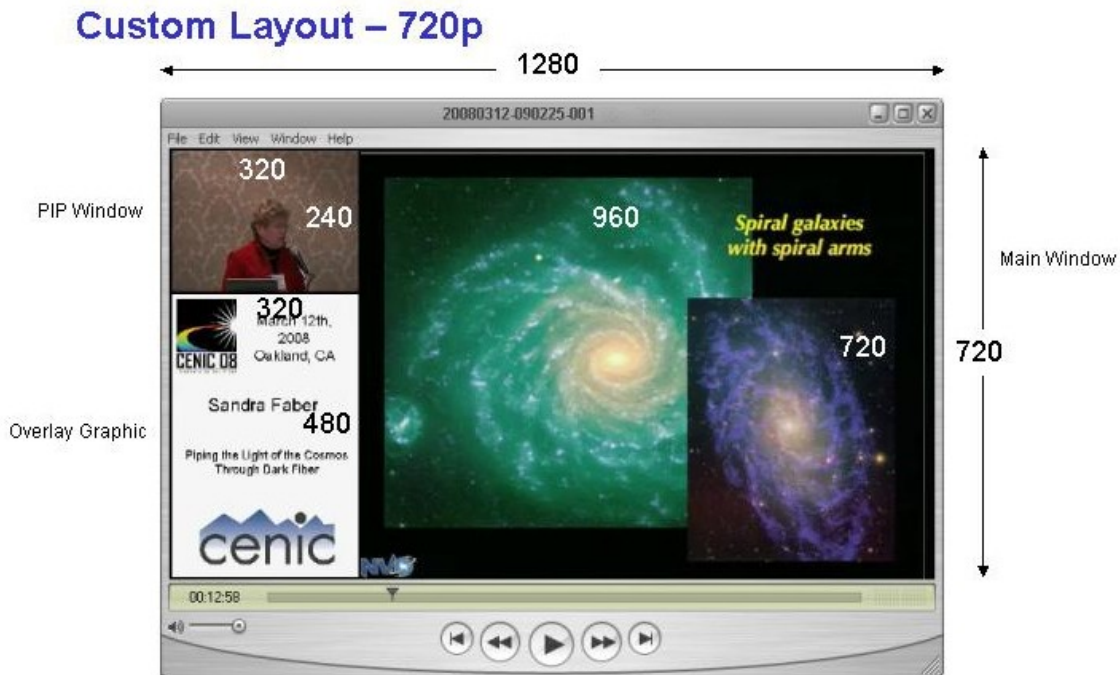 Custom Layout – 720p
1280
20080312-090225-001
File Edit View Window Help
PIP Window
320
240
960
Spiral galaxies
with spiral arms
Main Window
320
March 12th,
2008
Oakland, CA
CENIC 08
720
720
Overlay Graphic
Sandra Faber
480
Piping the Light of the Cosmos
Through Dark Fiber
cenic
NVO
00:12:58